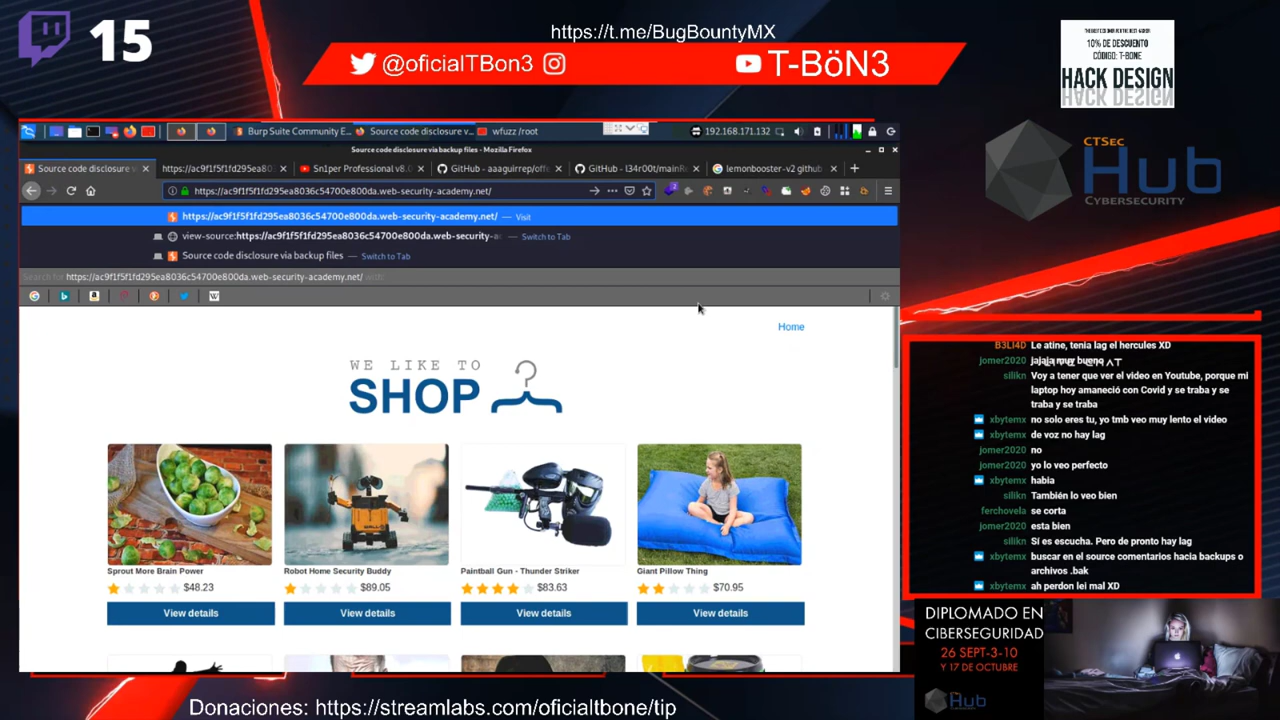 15
https://t.me/BugBountyMX
@oficialTBon3
T-BöN3
10% DE DESCUENTO
CÓDIGO: T-BONE
HACK DESIGN
CTSec
Hub
CYBERSECURITY
Burp Suite Community E...
Source code disclosure v...
wfuzz /root
192.168.171.132
Source code disclosure via backup files - Mozilla Firefox
Source code disclosure v
https://ac9f1f5f1fd295ea80
Sn1per Professional v8.0
GitHub - aaaguirrep/offe
GitHub - l34r00t/mainRe
lemonbooster-v2 github
https://ac9f1f5f1fd295ea8036c54700e800da.web-security-academy.net/
https://ac9f1f5f1fd295ea8036c54700e800da.web-security-academy.net/ — Visit
view-source:https://ac9f1f5f1fd295ea8036c54700e800da.web-security-a — Switch to Tab
Source code disclosure via backup files — Switch to Tab
Search for https://ac9f1f5f1fd295ea8036c54700e800da.web-security-academy.net/ with:
Home
WE LIKE TO
SHOP
Sprout More Brain Power
Robot Home Security Buddy
Paintball Gun - Thunder Striker
Giant Pillow Thing
$48.23
$89.05
$83.63
$70.95
View details
View details
View details
View details
B3LI4D Le atine, tenia lag el hercules XD
jomer2020 jajaja muy bueno
silikn Voy a tener que ver el video en Youtube, porque mi
laptop hoy amaneció con Covid y se traba y se
traba y se traba
xbytemx no solo eres tu, yo tmb veo muy lento el video
xbytemx de voz no hay lag
jomer2020 no
jomer2020 yo lo veo perfecto
xbytemx habia
silikn También lo veo bien
ferchovela se corta
jomer2020 esta bien
silikn Sí es escucha. Pero de pronto hay lag
xbytemx buscar en el source comentarios hacia backups o
archivos .bak
xbytemx ah perdon lei mal XD
DIPLOMADO EN
CIBERSEGURIDAD
26 SEPT-3-10
Y 17 DE OCTUBRE
Hub
Donaciones: https://streamlabs.com/oficialtbone/tip